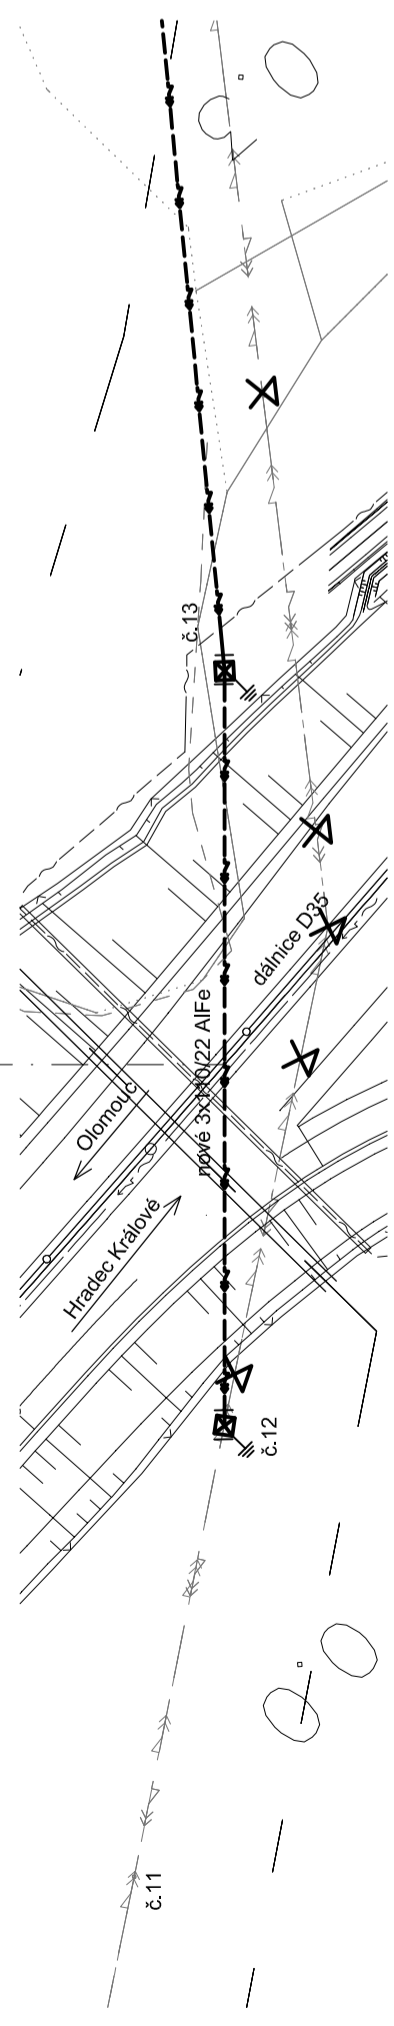 č.13
dálnice D35
nové 3x110/22 AlFe
Olomouc
Hradec Králové
č.12
č.11